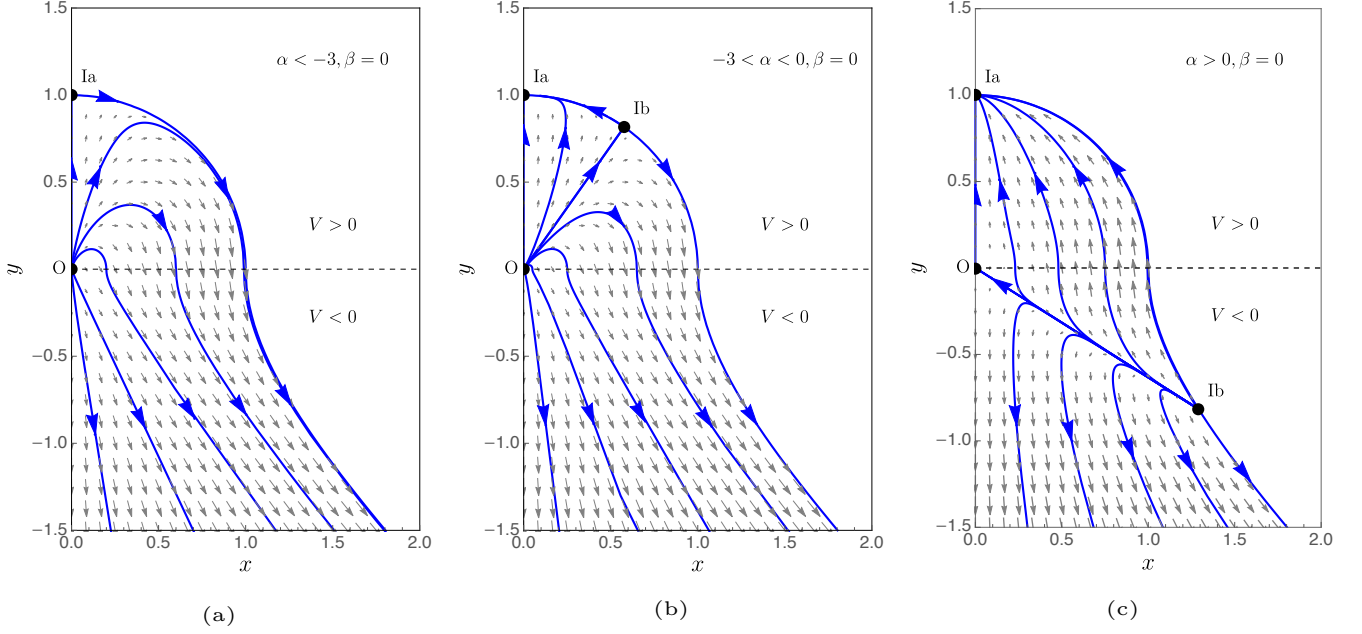 α < −3, β = 0
Ia
O
V > 0
V < 0
1.5
1.0
0.5
0.0
−0.5
−1.0
−1.5
y
0.0 0.5 1.0 1.5 2.0
x
(a)
−3 < α < 0, β = 0
Ia
Ib
O
V > 0
V < 0
1.5
1.0
0.5
0.0
−0.5
−1.0
−1.5
y
0.0 0.5 1.0 1.5 2.0
x
(b)
α > 0, β = 0
Ia
O
Ib
V > 0
V < 0
1.5
1.0
0.5
0.0
−0.5
−1.0
−1.5
y
0.0 0.5 1.0 1.5 2.0
x
(c)